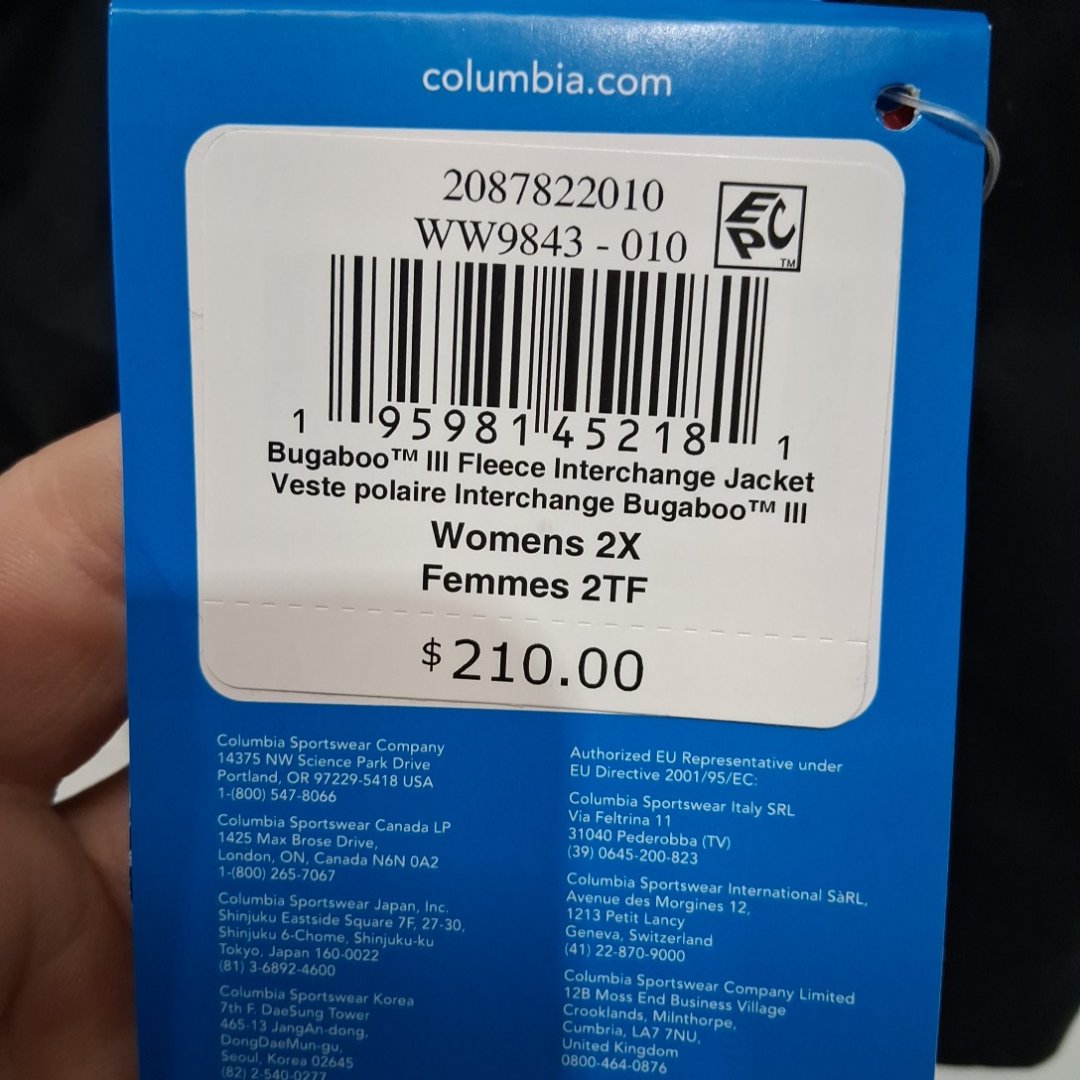 columbia.com
2087822010
WW9843 - 010
EPC
TM
1 95981 45218 1
Bugaboo™ III Fleece Interchange Jacket
Veste polaire Interchange Bugaboo™ III
Womens 2X
Femmes 2TF
$210.00
Columbia Sportswear Company
14375 NW Science Park Drive
Portland, OR 97229-5418 USA
1-(800) 547-8066
Columbia Sportswear Canada LP
1425 Max Brose Drive,
London, ON, Canada N6N 0A2
1-(800) 265-7067
Columbia Sportswear Japan, Inc.
Shinjuku Eastside Square 7F, 27-30,
Shinjuku 6-Chome, Shinjuku-ku
Tokyo, Japan 160-0022
(81) 3-6892-4600
Columbia Sportswear Korea
7th F. DaeSung Tower
465-13 JangAn-dong,
DongDaeMun-gu,
Seoul, Korea 02645
(82) 2-540-0277
Authorized EU Representative under
EU Directive 2001/95/EC:
Columbia Sportswear Italy SRL
Via Feltrina 11
31040 Pederobba (TV)
(39) 0645-200-823
Columbia Sportswear International SàRL,
Avenue des Morgines 12,
1213 Petit Lancy
Geneva, Switzerland
(41) 22-870-9000
Columbia Sportswear Company Limited
12B Moss End Business Village
Crooklands, Milnthorpe,
Cumbria, LA7 7NU,
United Kingdom
0800-464-0876